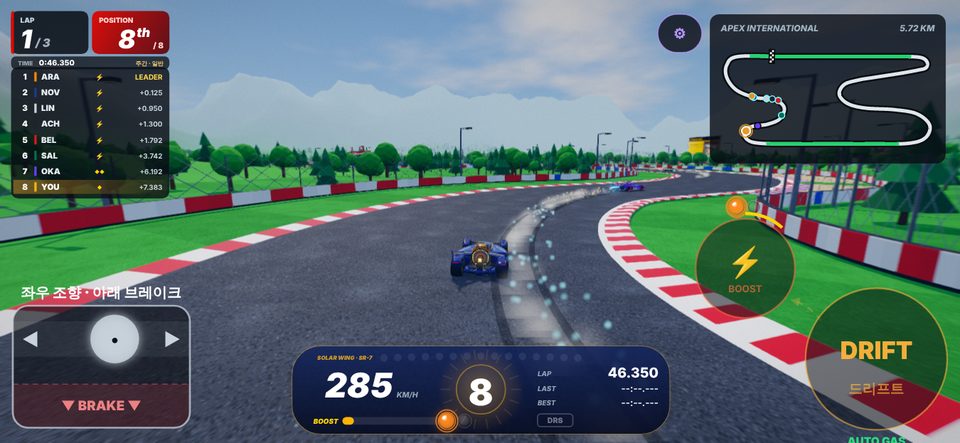 LAP
1 / 3
POSITION
8th
/ 8
TIME 0:46.350 주간 · 일반
1 ARA LEADER
2 NOV +0.125
3 LIN +0.950
4 ACH +1.300
5 BEL +1.792
6 SAL +3.742
7 OKA +6.192
8 YOU +7.383
APEX INTERNATIONAL 5.72 KM
BOOST
DRIFT
드리프트
AUTO GAS
좌우 조향 · 아래 브레이크
◀ ▶
▼ BRAKE ▼
SOLAR WING · SR-7
285 KM/H
BOOST
8
LAP 46.350
LAST --:--.---
BEST --:--.---
DRS